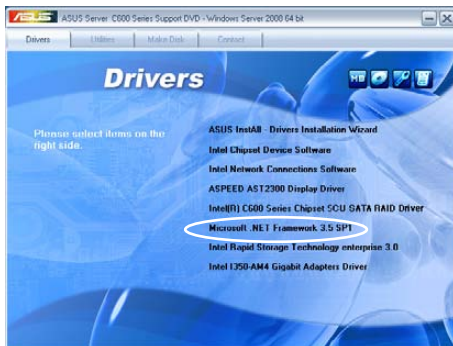 ASUS ASUS Server C600 Series Support DVD - Windows Server 2008 64 bit
Drivers Utilities Make Disk Contact
Drivers
MB
Please select items on the
right side.
ASUS InstAll - Drivers Installation Wizard
Intel Chipset Device Software
Intel Network Connections Software
ASPEED AST2300 Display Driver
Intel(R) C600 Series Chipset SCU SATA RAID Driver
Microsoft .NET Framework 3.5 SP1
Intel Rapid Storage Technology enterprise 3.0
Intel I350-AM4 Gigabit Adapters Driver